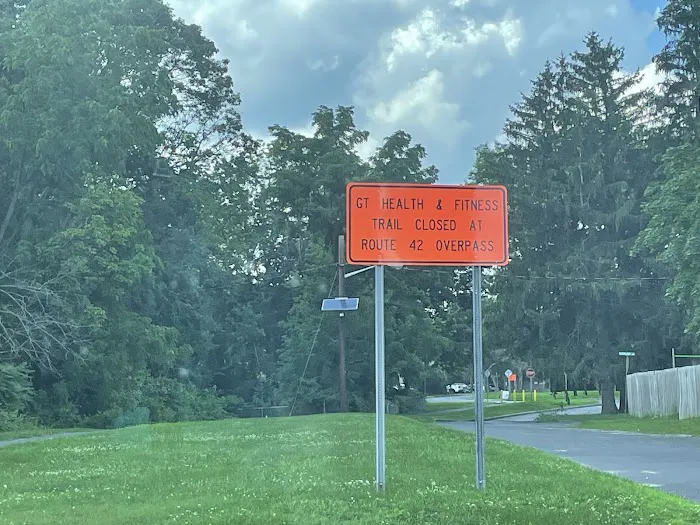 GT HEALTH & FITNESS
TRAIL CLOSED AT
ROUTE 42 OVERPASS